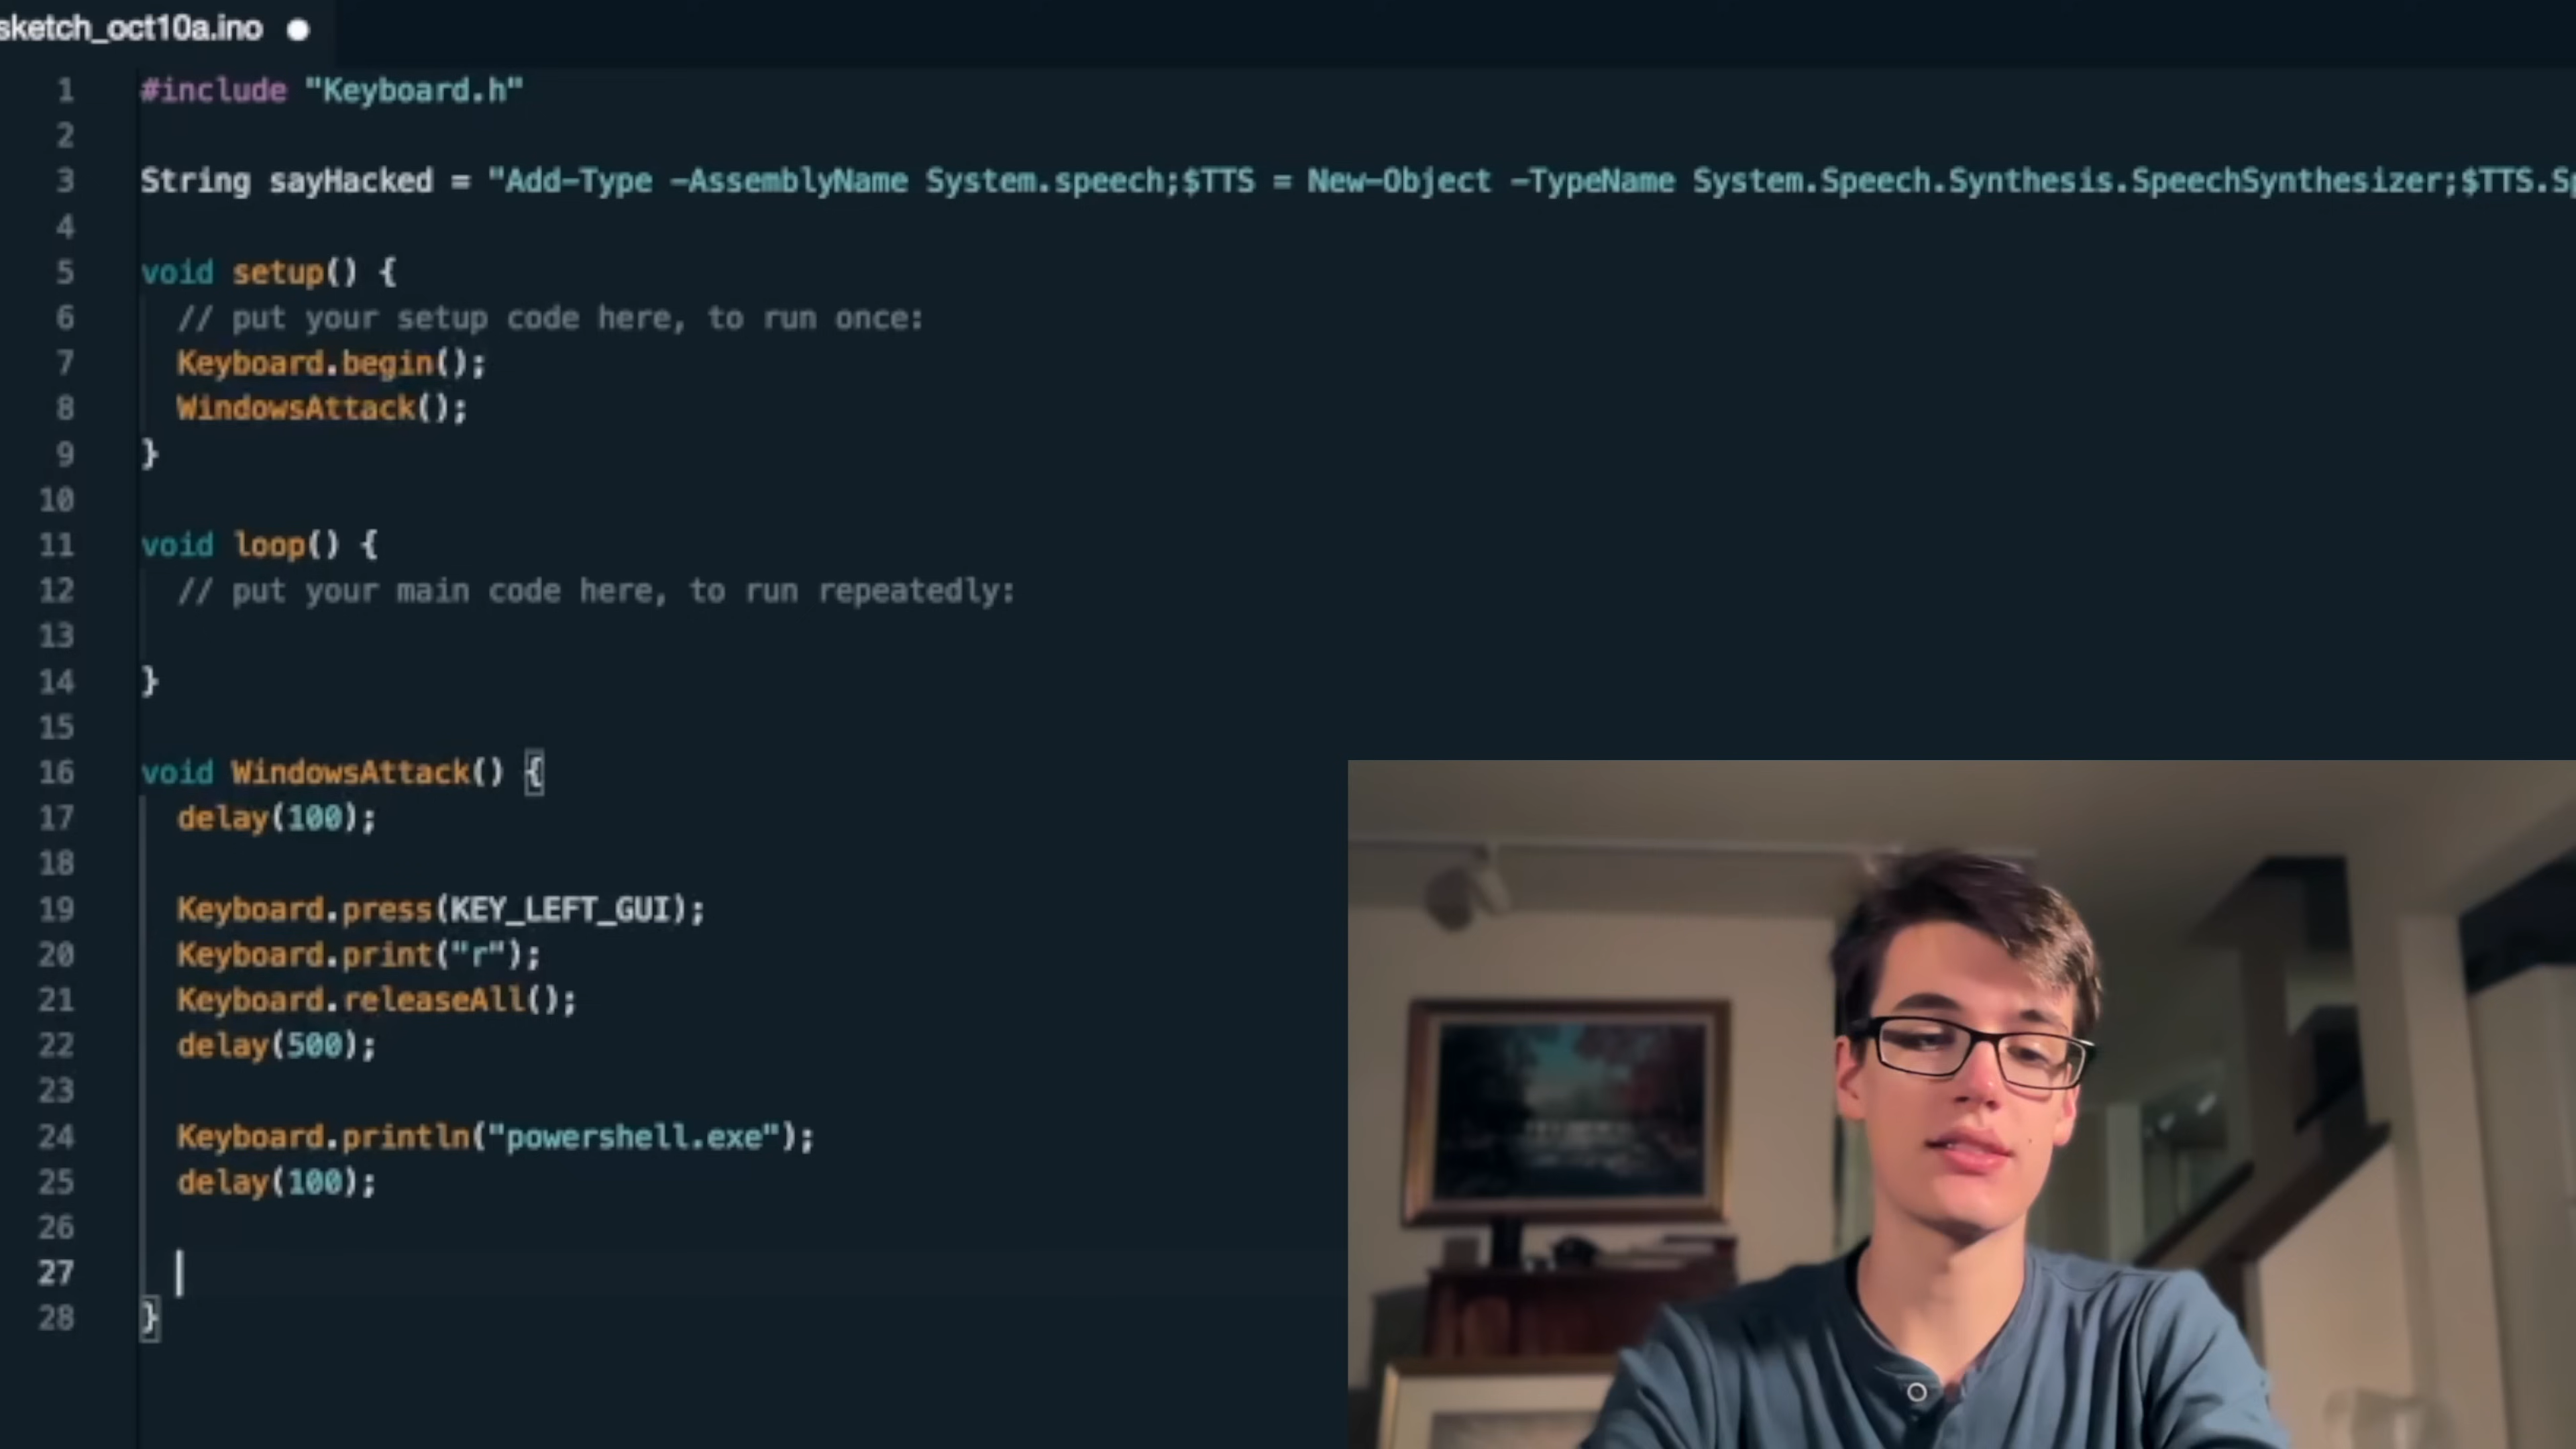 sketch_oct10a.ino
1 #include "Keyboard.h"
2
3 String sayHacked = "Add-Type -AssemblyName System.speech;$TTS = New-Object -TypeName System.Speech.Synthesis.SpeechSynthesizer;$TTS.Sp
4
5 void setup() {
6 // put your setup code here, to run once:
7 Keyboard.begin();
8 WindowsAttack();
9 }
10
11 void loop() {
12 // put your main code here, to run repeatedly:
13
14 }
15
16 void WindowsAttack() {
17 delay(100);
18
19 Keyboard.press(KEY_LEFT_GUI);
20 Keyboard.print("r");
21 Keyboard.releaseAll();
22 delay(500);
23
24 Keyboard.println("powershell.exe");
25 delay(100);
26
27
28 }